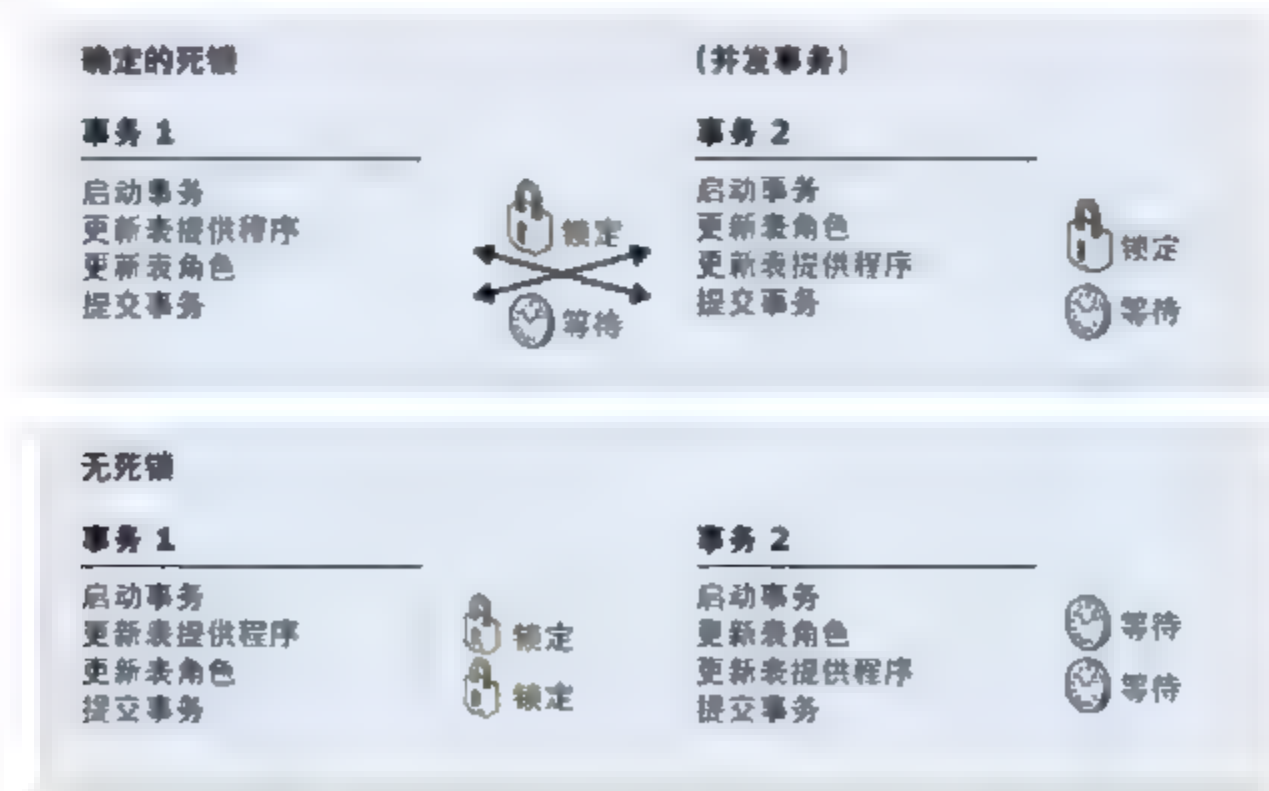 确定的死锁
(并发事务)
事务 1
启动事务
更新表提供程序
更新表角色
提交事务
锁定
等待
事务 2
启动事务
更新表角色
更新表提供程序
提交事务
锁定
等待
无死锁
事务 1
启动事务
更新表提供程序
更新表角色
提交事务
锁定
锁定
事务 2
启动事务
更新表角色
更新表提供程序
提交事务
等待
等待